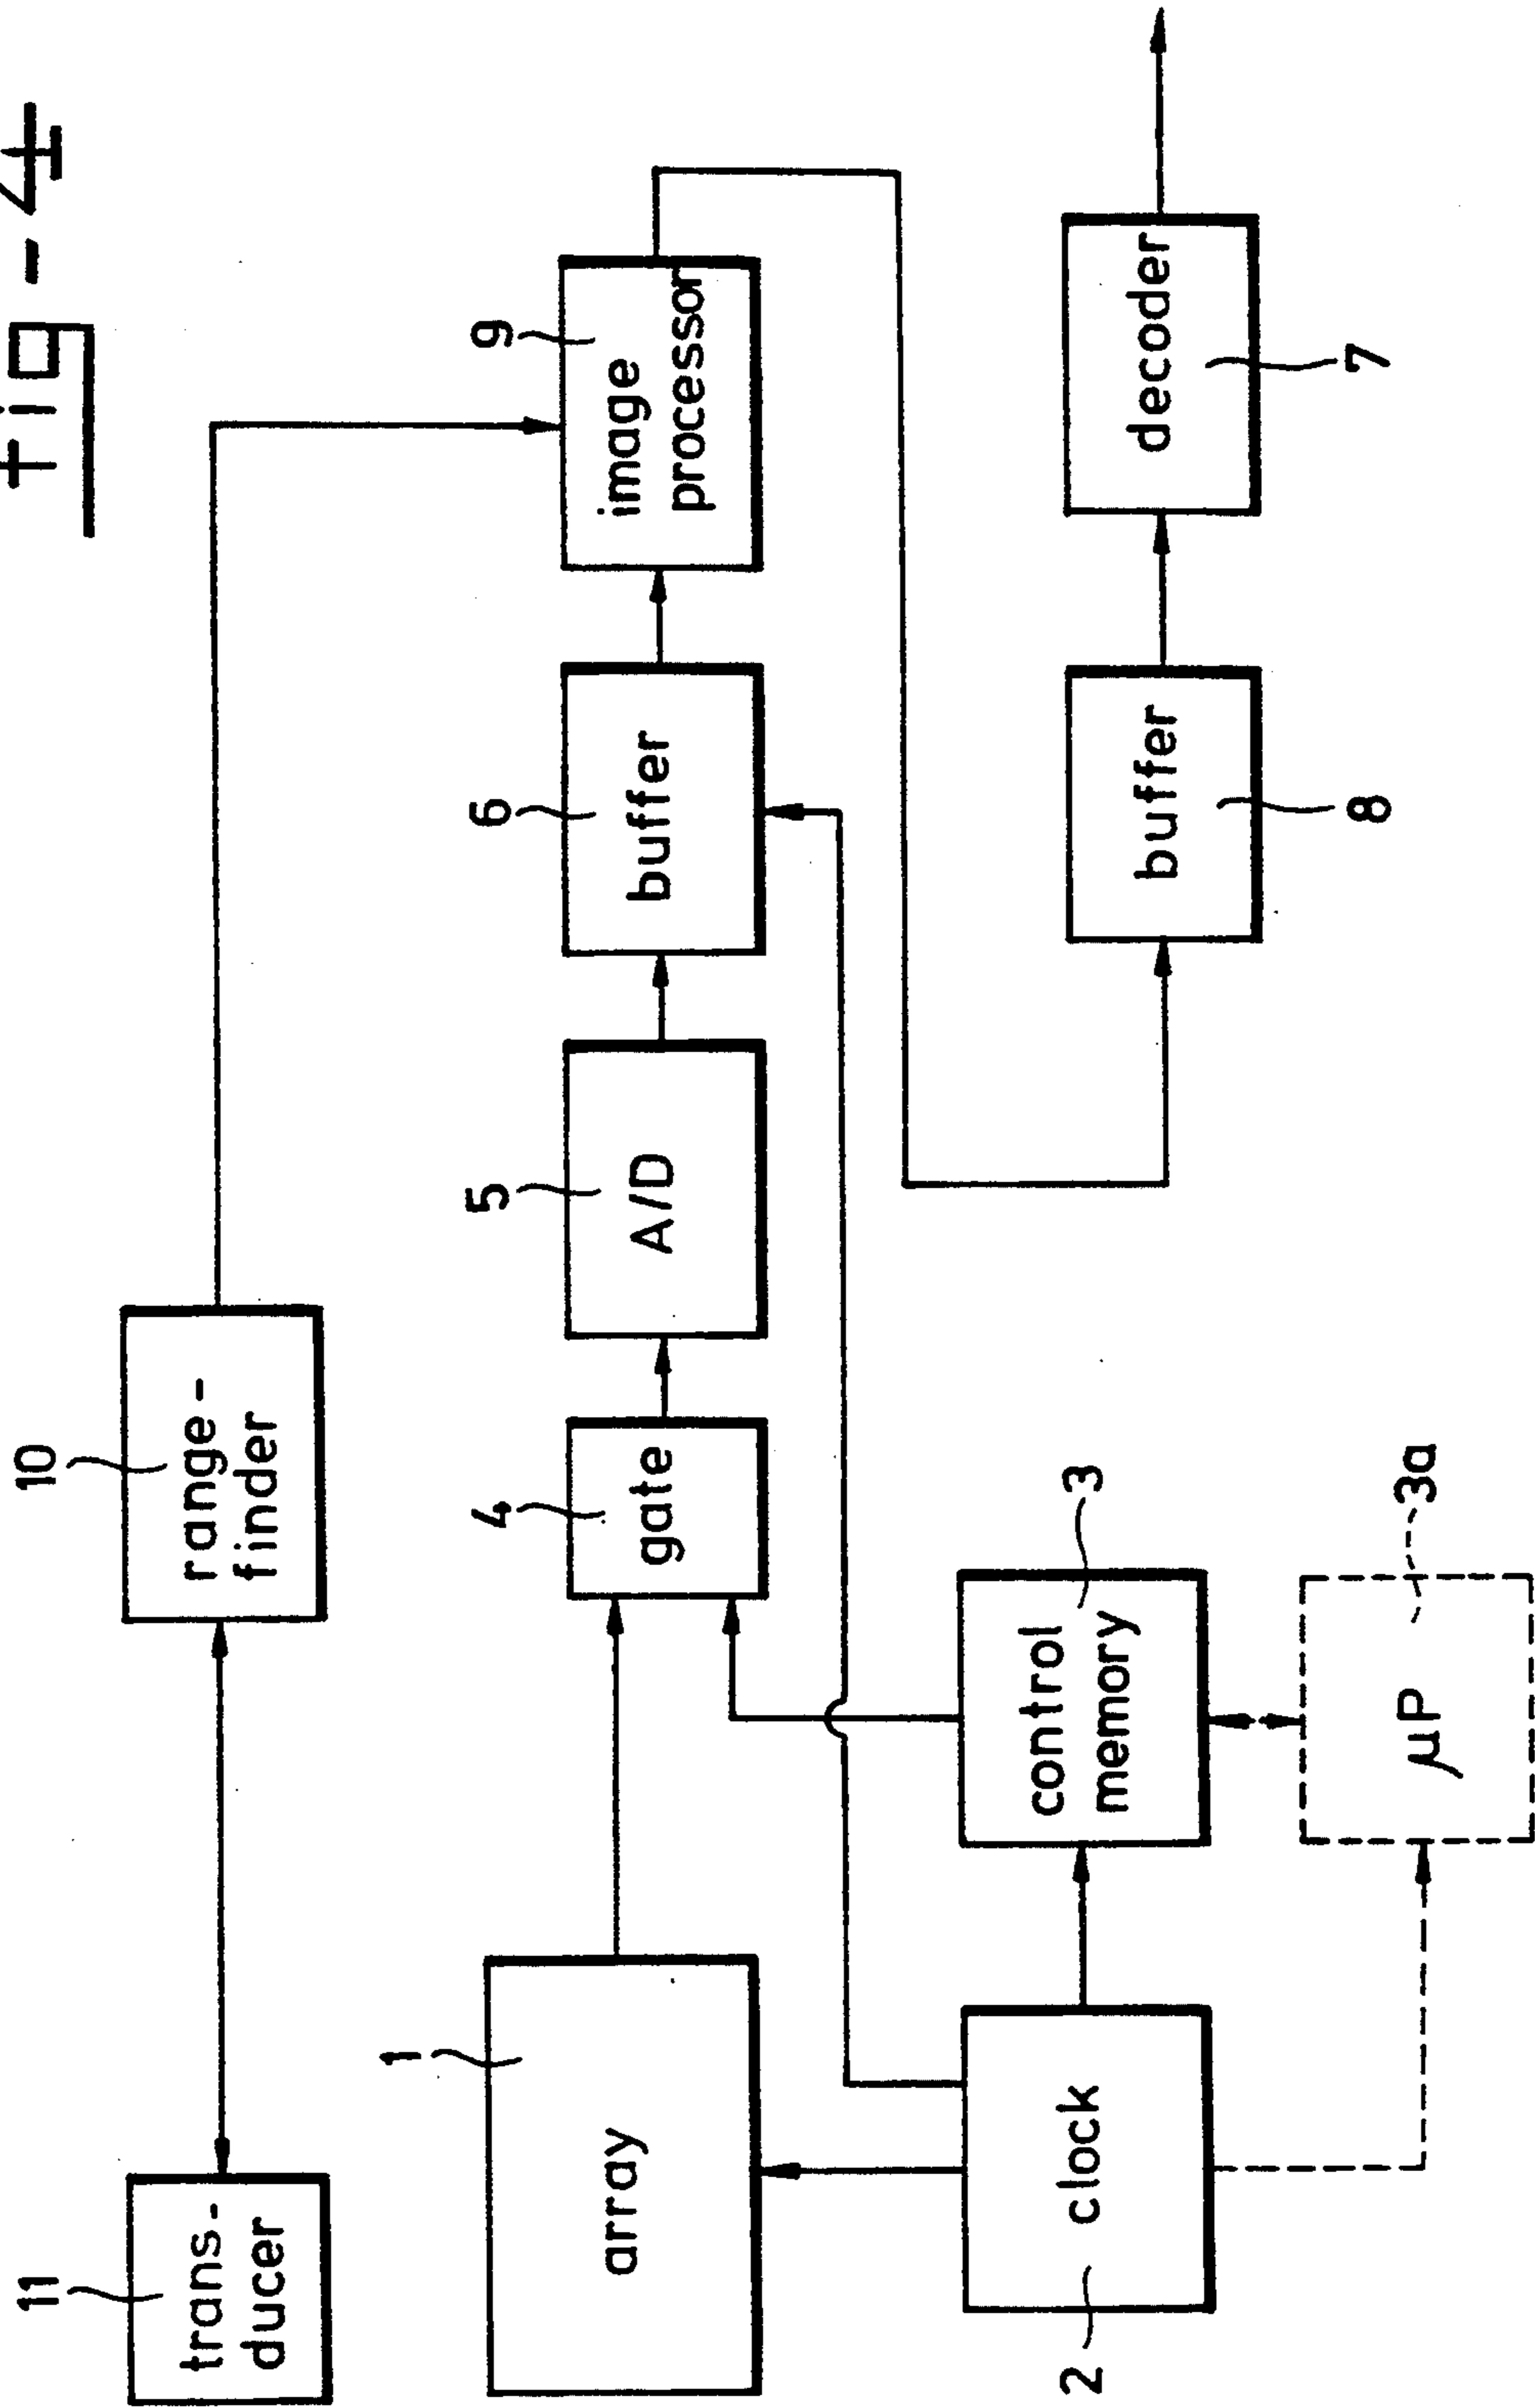 fig-4
11
trans-
ducer
10
range-
finder
1
array
4
gate
5
A/D
6
buffer
9
image
processor
2
clock
3
control
memory
3a
μP
8
buffer
7
decoder